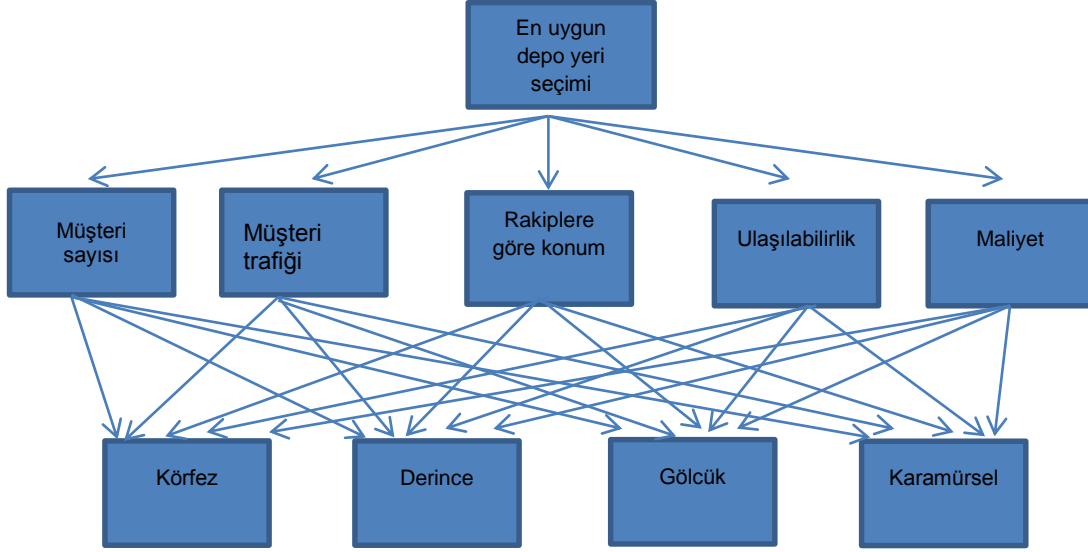 En uygun
depo yeri
seçimi
Müşteri
sayısı
Müşteri
trafiği
Rakiplere
göre konum
Ulaşılabilirlik
Maliyet
Körfez
Derince
Gölcük
Karamürsel